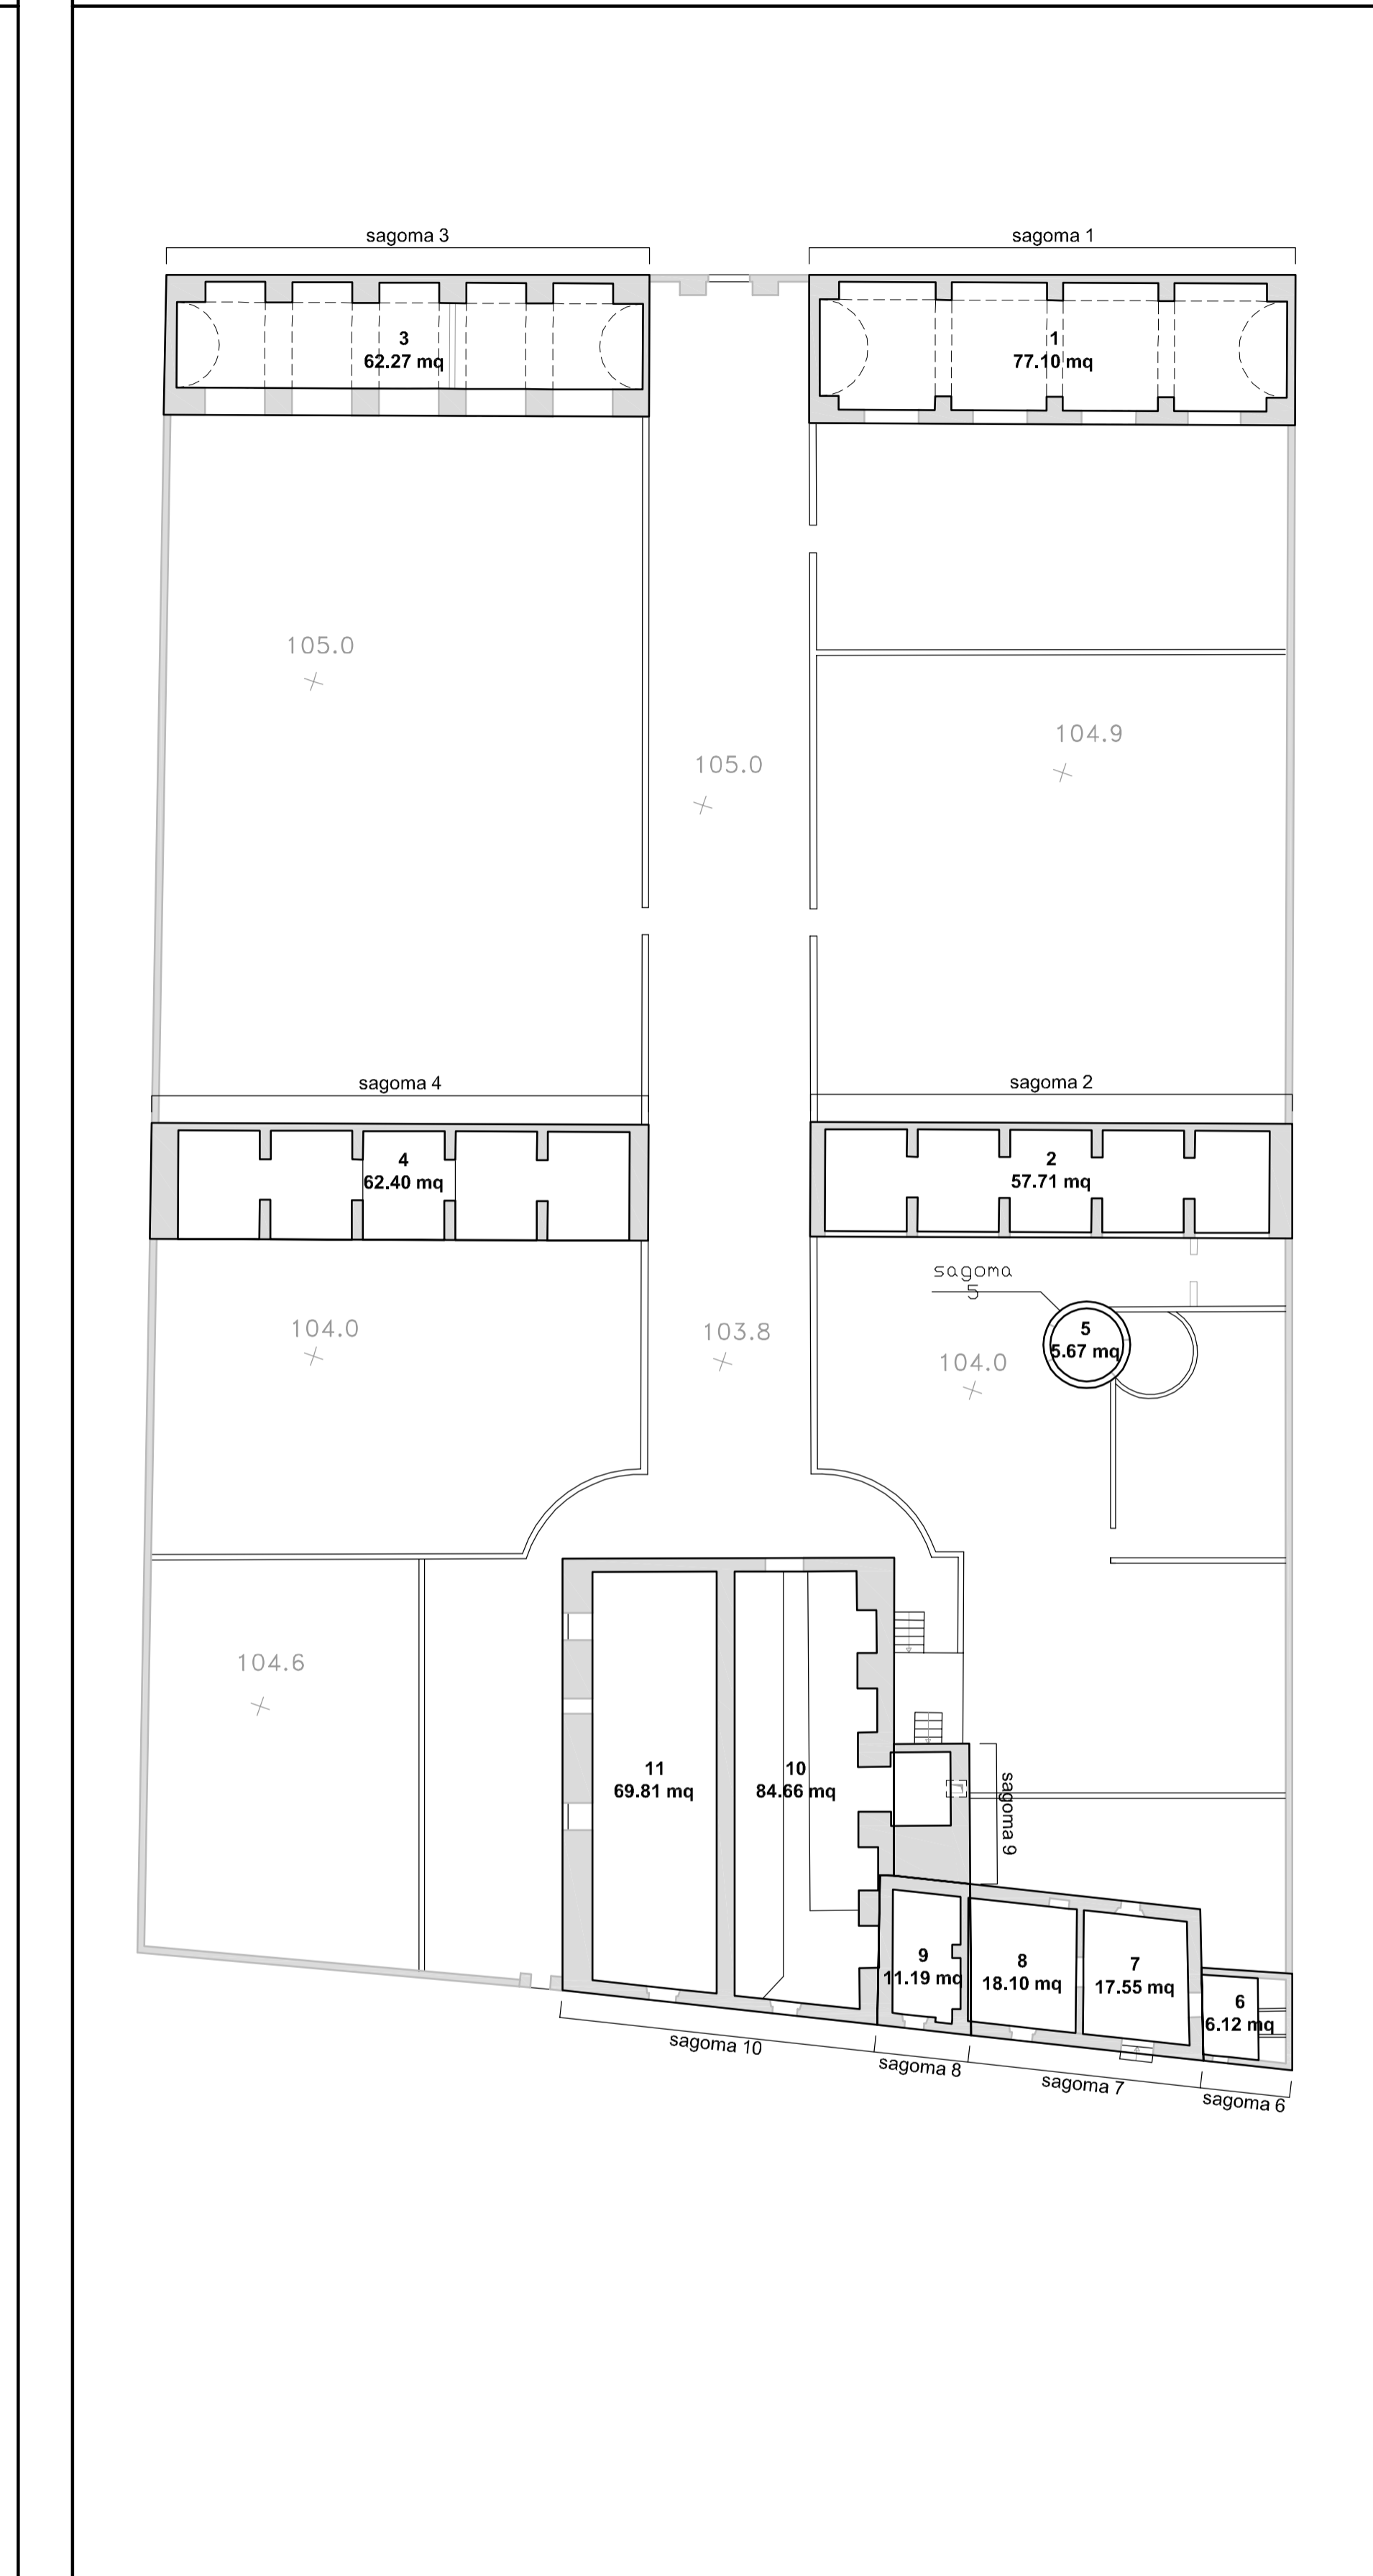 sagoma 3
sagoma 1
3
62.27 mq
1
77.10 mq
105.0
104.9
105.0
sagoma 4
sagoma 2
4
62.40 mq
2
57.71 mq
sagoma
5
5
5.67 mq
104.0
103.8
104.0
104.6
11
69.81 mq
10
84.66 mq
sagoma 9
9
11.19 mq
8
18.10 mq
7
17.55 mq
6
6.12 mq
sagoma 10
sagoma 8
sagoma 7
sagoma 6